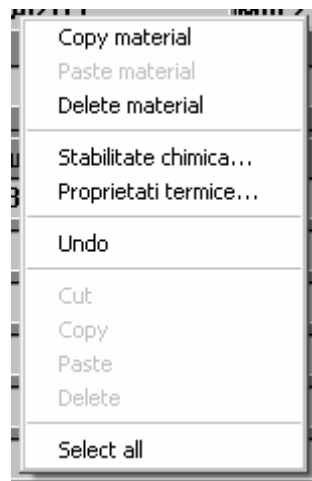 Copy material
Paste material
Delete material
Stabilitate chimica...
Proprietati termice...
Undo
Cut
Copy
Paste
Delete
Select all